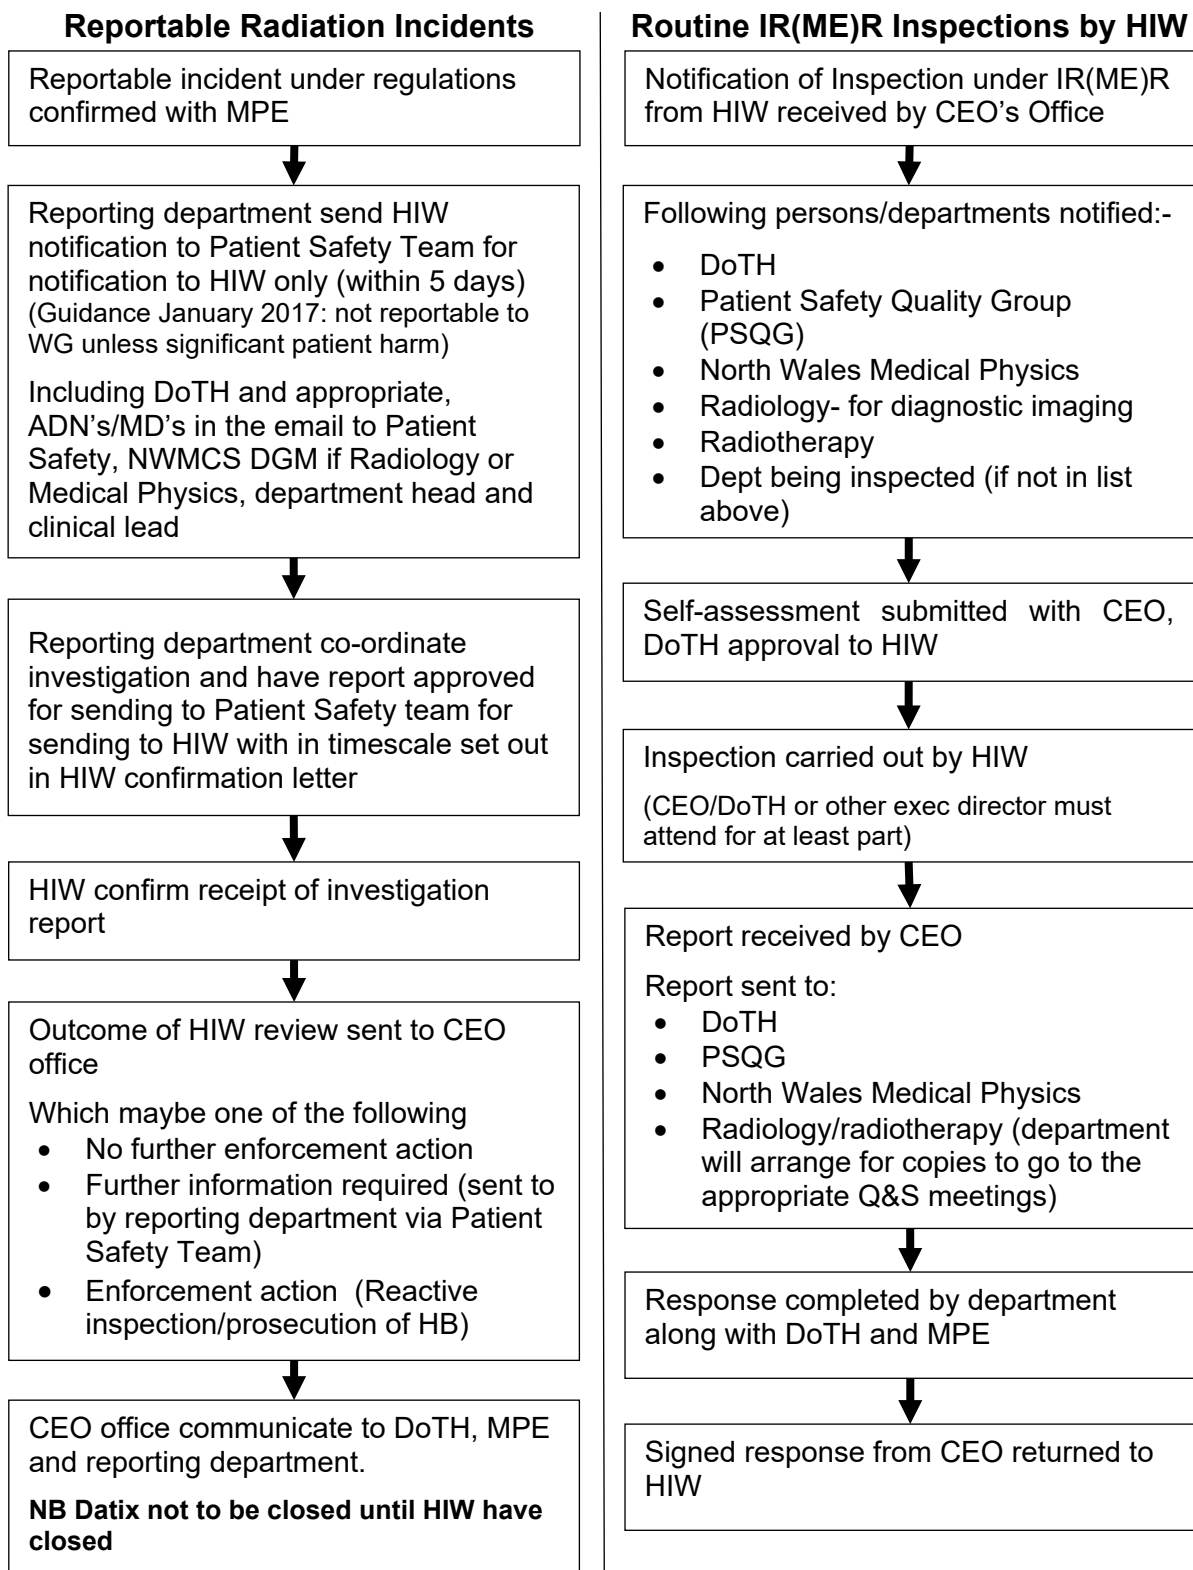 Reportable Radiation Incidents
Reportable incident under regulations
confirmed with MPE
Reporting department send HIW
notification to Patient Safety Team for
notification to HIW only (within 5 days)
(Guidance January 2017: not reportable to
WG unless significant patient harm)
Including DoTH and appropriate,
ADN's/MD's in the email to Patient
Safety, NWMCS DGM if Radiology or
Medical Physics, department head and
clinical lead
Reporting department co-ordinate
investigation and have report approved
for sending to Patient Safety team for
sending to HIW with in timescale set out
in HIW confirmation letter
HIW confirm receipt of investigation
report
Outcome of HIW review sent to CEO
office
Which maybe one of the following
• No further enforcement action
• Further information required (sent to
by reporting department via Patient
Safety Team)
• Enforcement action  (Reactive
inspection/prosecution of HB)
CEO office communicate to DoTH, MPE
and reporting department.
NB Datix not to be closed until HIW have
closed
Routine IR(ME)R Inspections by HIW
Notification of Inspection under IR(ME)R
from HIW received by CEO's Office
Following persons/departments notified:-
• DoTH
• Patient Safety Quality Group
(PSQG)
• North Wales Medical Physics
• Radiology- for diagnostic imaging
• Radiotherapy
• Dept being inspected (if not in list
above)
Self-assessment submitted with CEO,
DoTH approval to HIW
Inspection carried out by HIW
(CEO/DoTH or other exec director must
attend for at least part)
Report received by CEO
Report sent to:
• DoTH
• PSQG
• North Wales Medical Physics
• Radiology/radiotherapy (department
will arrange for copies to go to the
appropriate Q&S meetings)
Response completed by department
along with DoTH and MPE
Signed response from CEO returned to
HIW